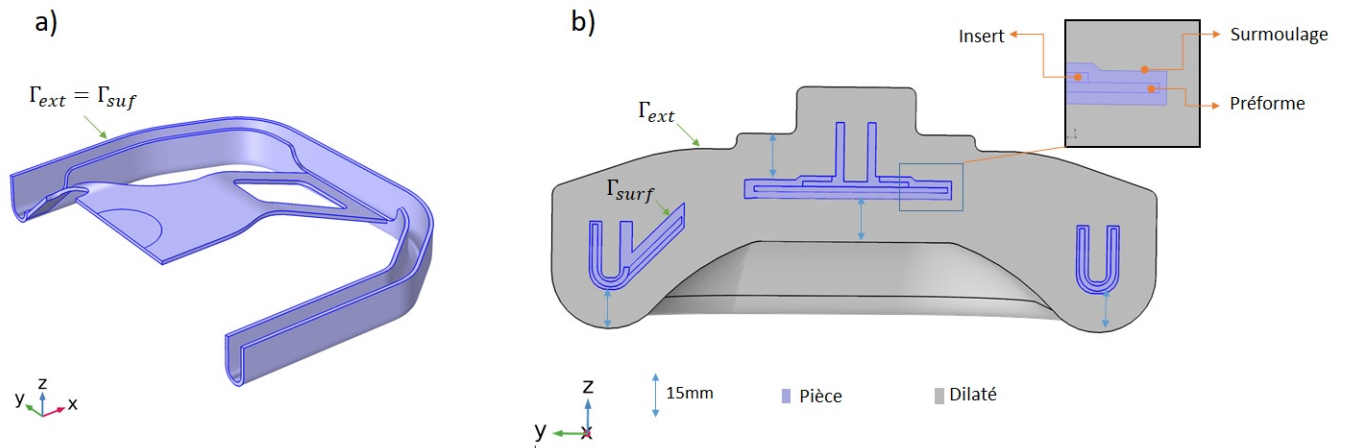 a)
Γext = Γsuf
z
y
x
b)
Γext
Γsurf
Insert
Surmoulage
Préforme
15mm
Pièce
Dilaté
z
y
x